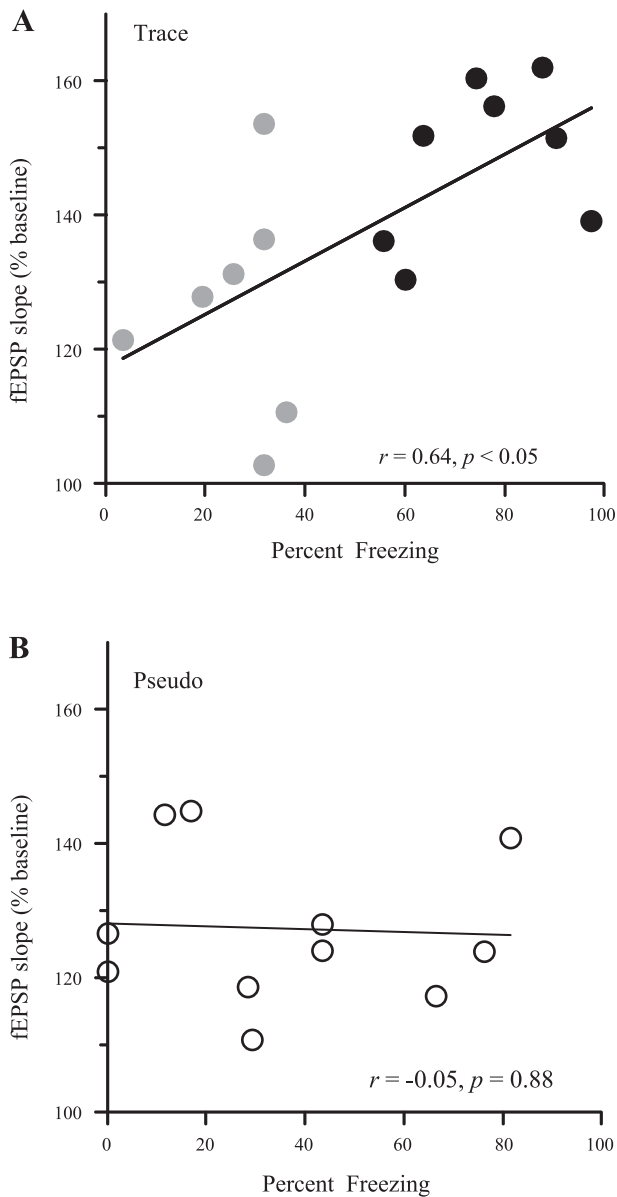 A
Trace
160
140
120
100
fEPSP slope (% baseline)
r = 0.64, p < 0.05
0 20 40 60 80 100
Percent Freezing
B
Pseudo
160
140
120
100
fEPSP slope (% baseline)
r = -0.05, p = 0.88
0 20 40 60 80 100
Percent Freezing